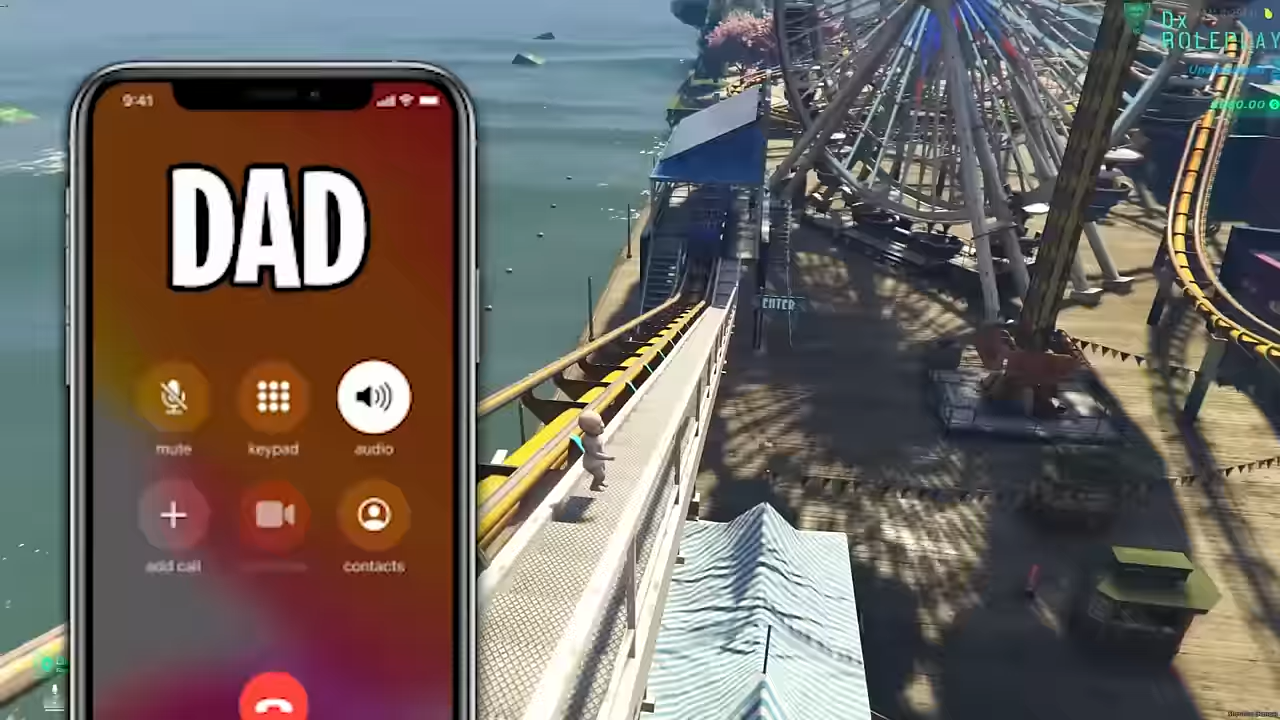 9:41
DAD
mute
keypad
audio
add call
contacts
ENTER
Dx
ROLEPLAY